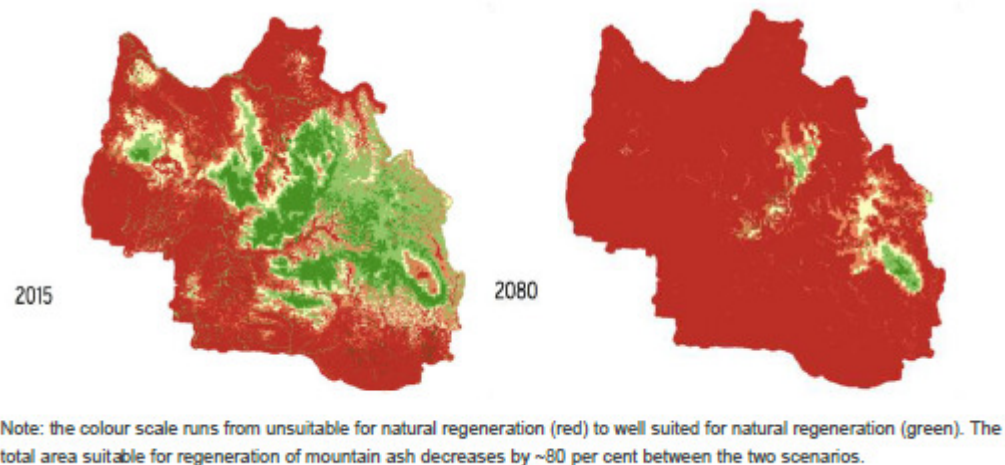 2015
2080
Note: the colour scale runs from unsuitable for natural regeneration (red) to well suited for natural regeneration (green). The
total area suitable for regeneration of mountain ash decreases by ~80 per cent between the two scenarios.